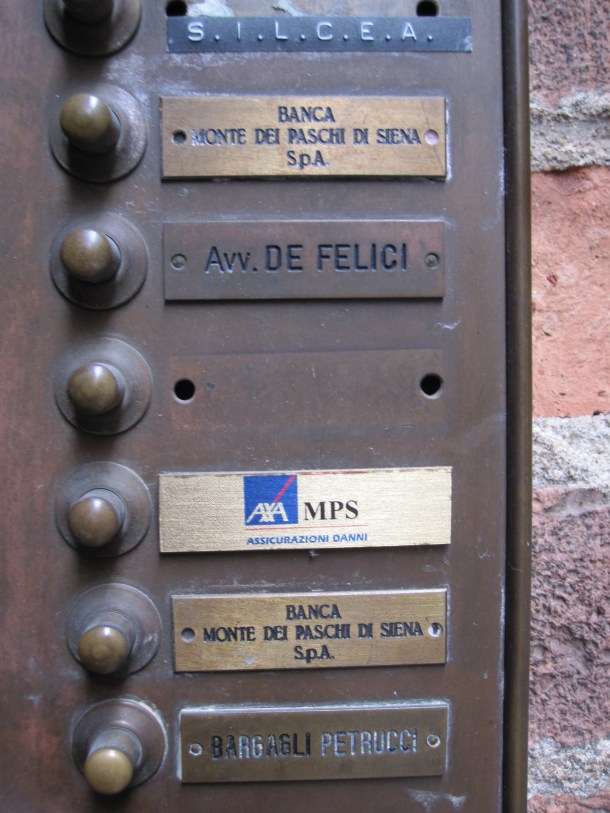 S.I.L.C.E.A.
BANCA
MONTE DEI PASCHI DI SIENA
S.p.A.
Avv. DE FELICI
AXA MPS
ASSICURAZIONI DANNI
BANCA
MONTE DEI PASCHI DI SIENA
S.p.A.
BARGAGLI PETRUCCI